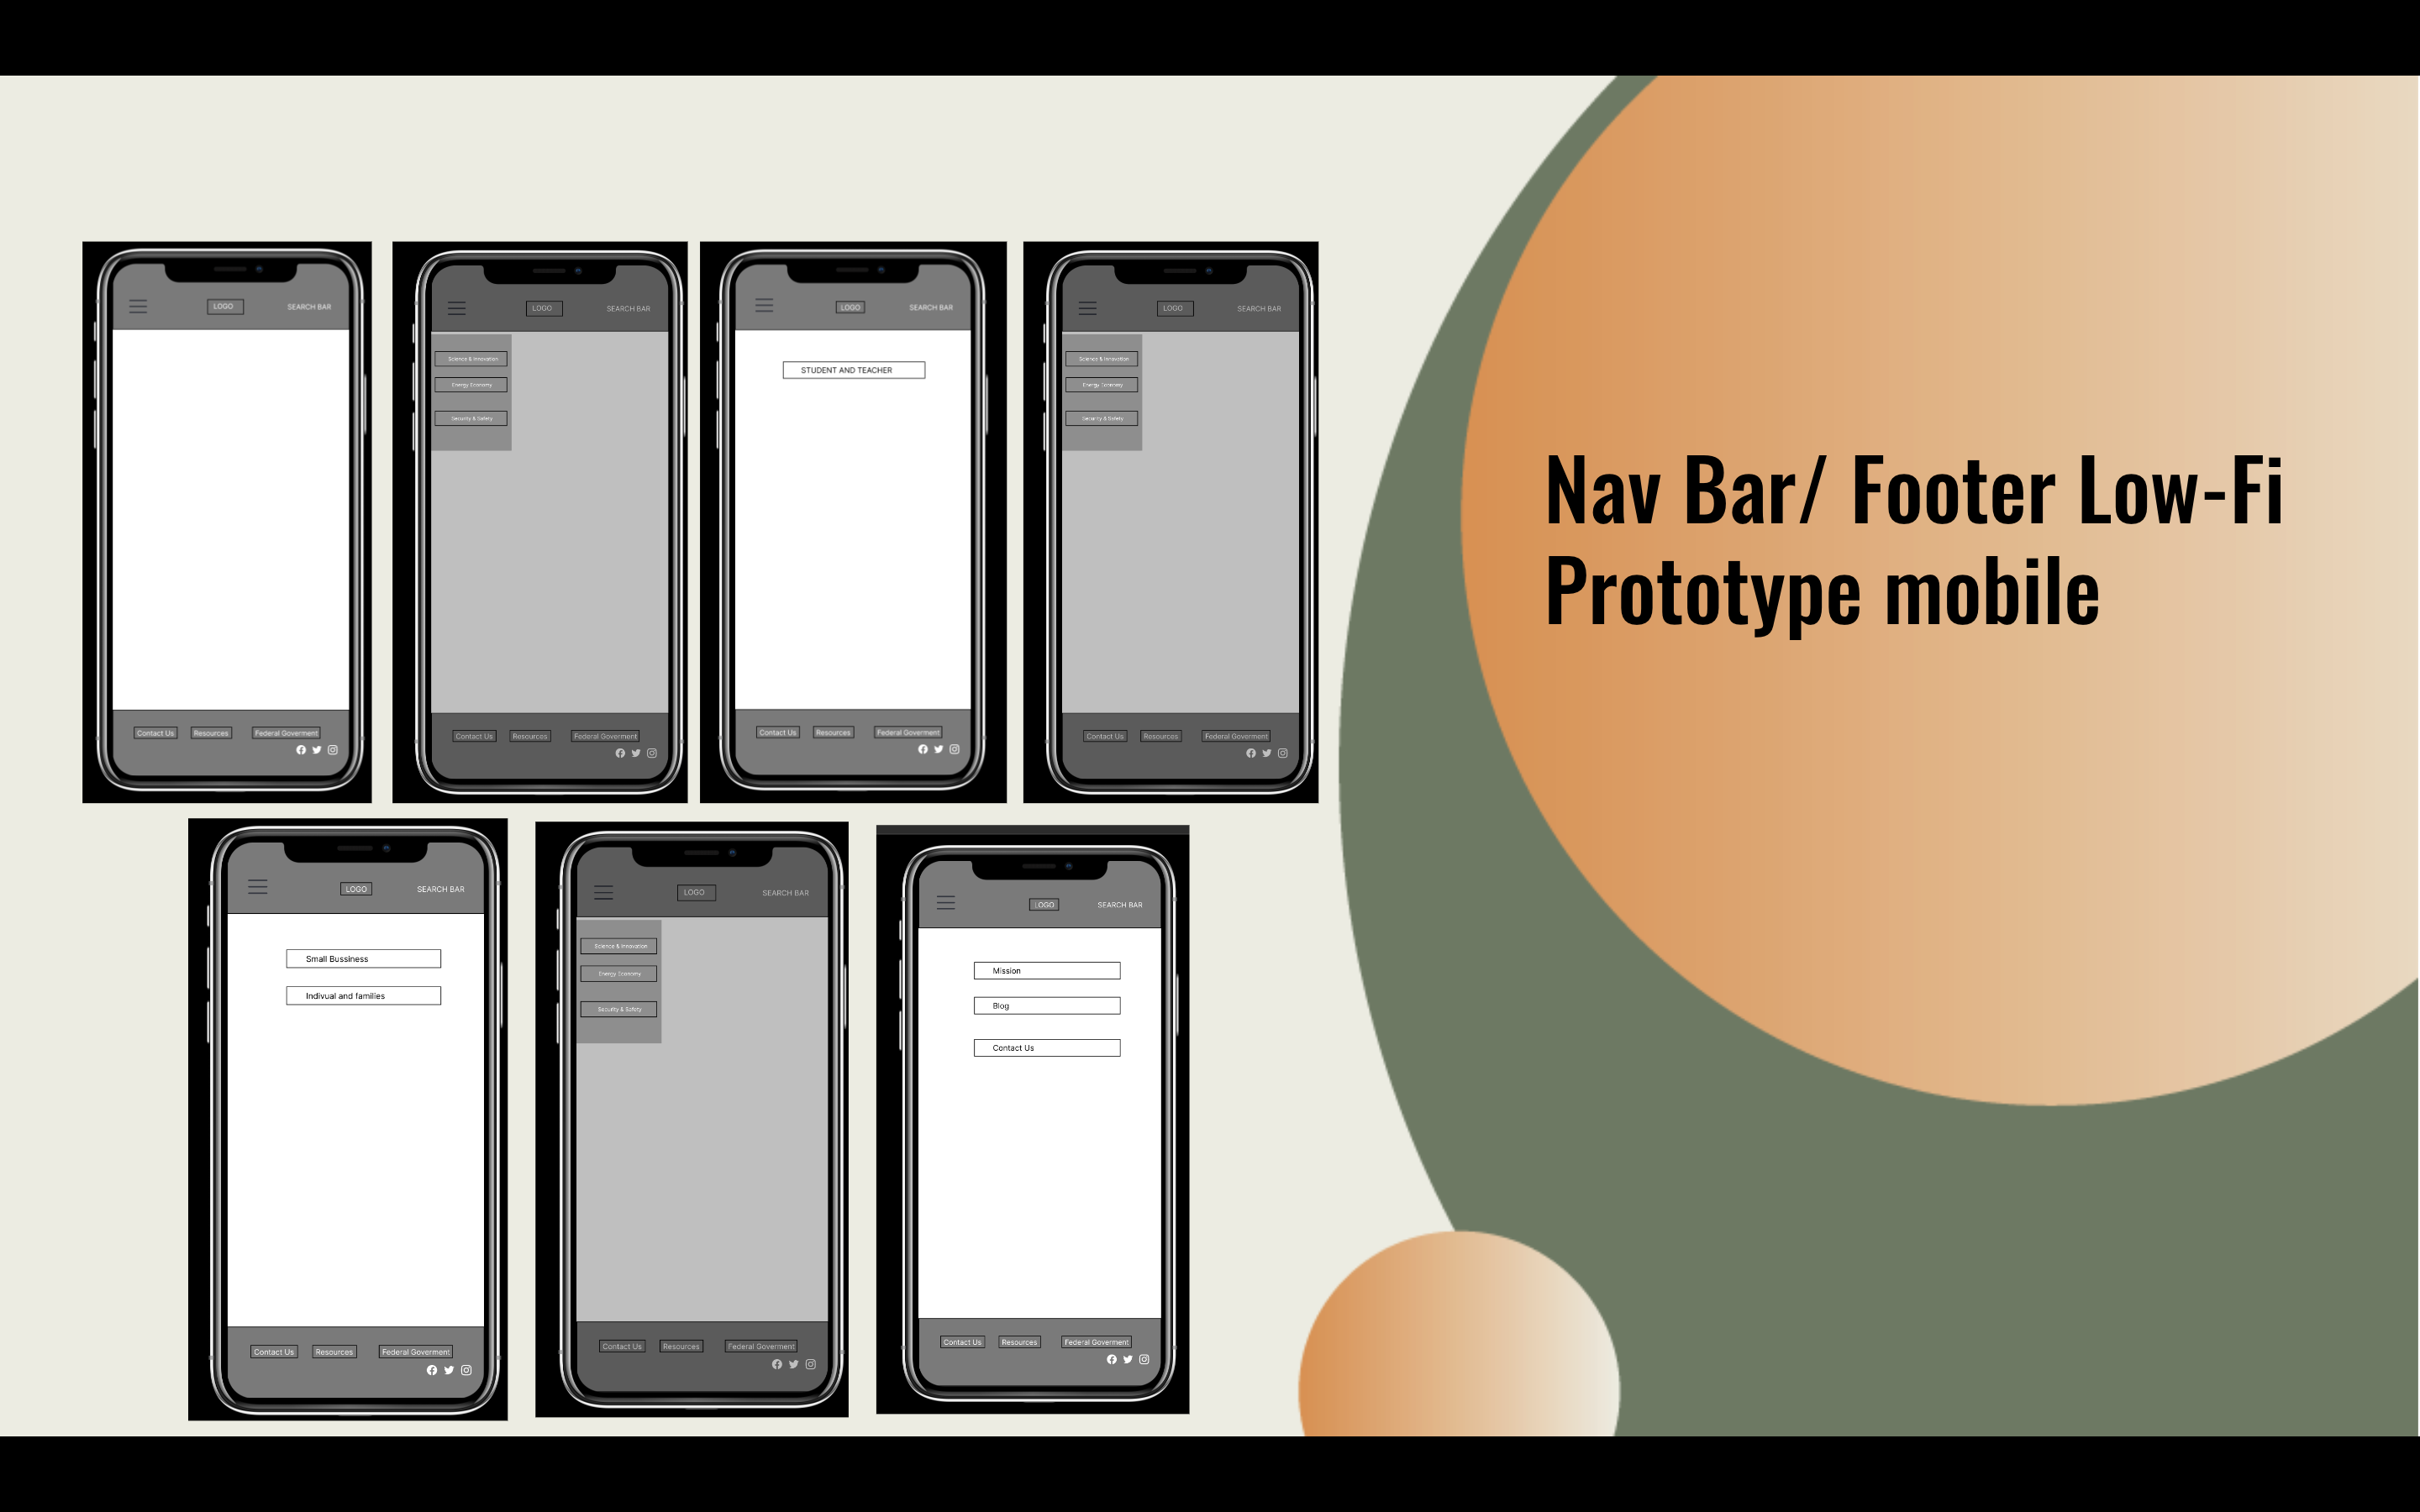 LOGO SEARCH BAR
Contact Us Resources Federal Goverment
LOGO SEARCH BAR
Science & Innovation
Energy Economy
Security & Safety
Contact Us Resources Federal Goverment
LOGO SEARCH BAR
STUDENT AND TEACHER
Contact Us Resources Federal Goverment
LOGO SEARCH BAR
Science & Innovation
Energy Economy
Security & Safety
Contact Us Resources Federal Goverment
Nav Bar/ Footer Low-Fi
Prototype mobile
LOGO SEARCH BAR
Small Bussiness
Indivual and families
Contact Us Resources Federal Goverment
LOGO SEARCH BAR
Science & Innovation
Energy Economy
Security & Safety
Contact Us Resources Federal Goverment
LOGO SEARCH BAR
Mission
Blog
Contact Us
Contact Us Resources Federal Goverment